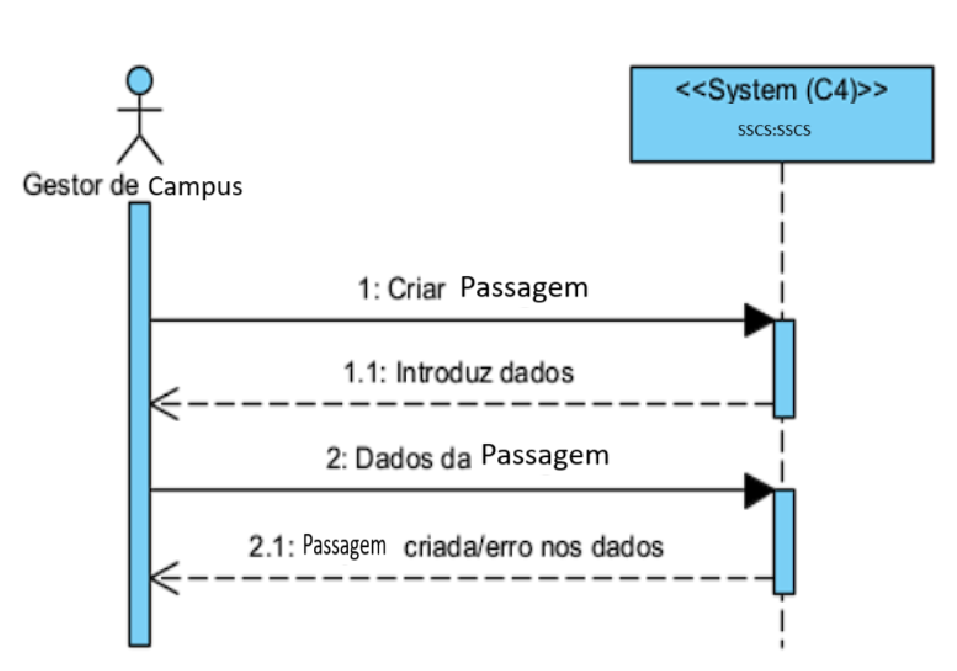 <<System (C4)>>
SSCS:SSCS
Gestor de Campus
1: Criar Passagem
1.1: Introduz dados
2: Dados da Passagem
2.1: Passagem criada/erro nos dados